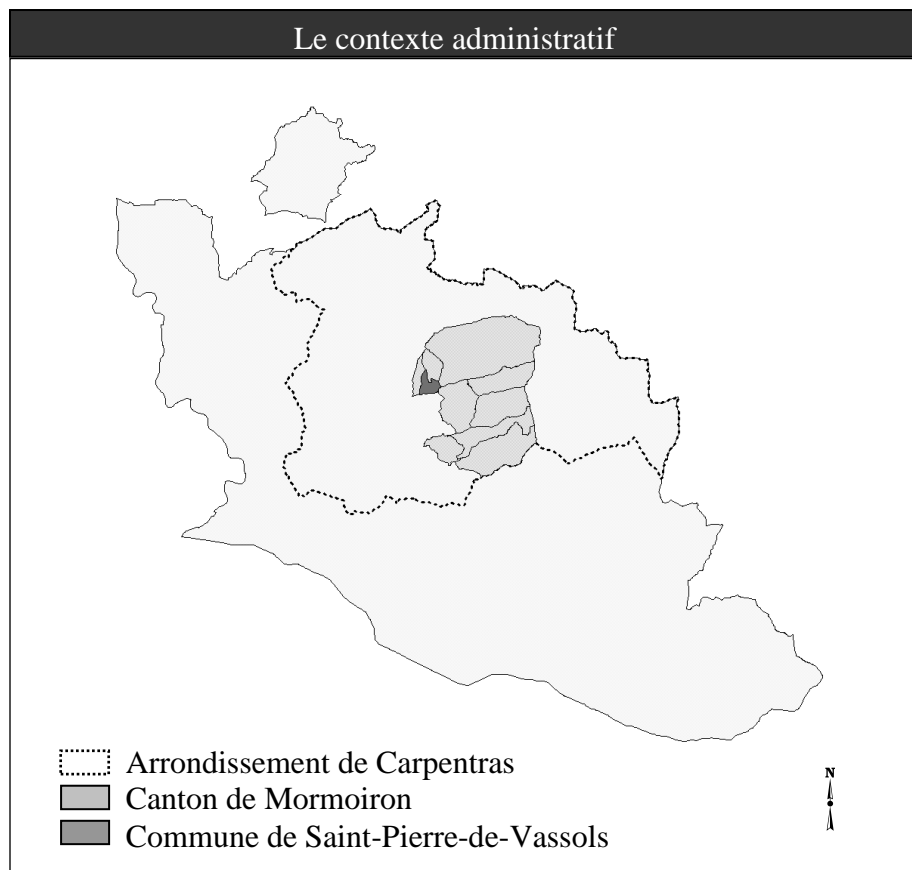 Le contexte administratif
Arrondissement de Carpentras
Canton de Mormoiron
Commune de Saint-Pierre-de-Vassols
N